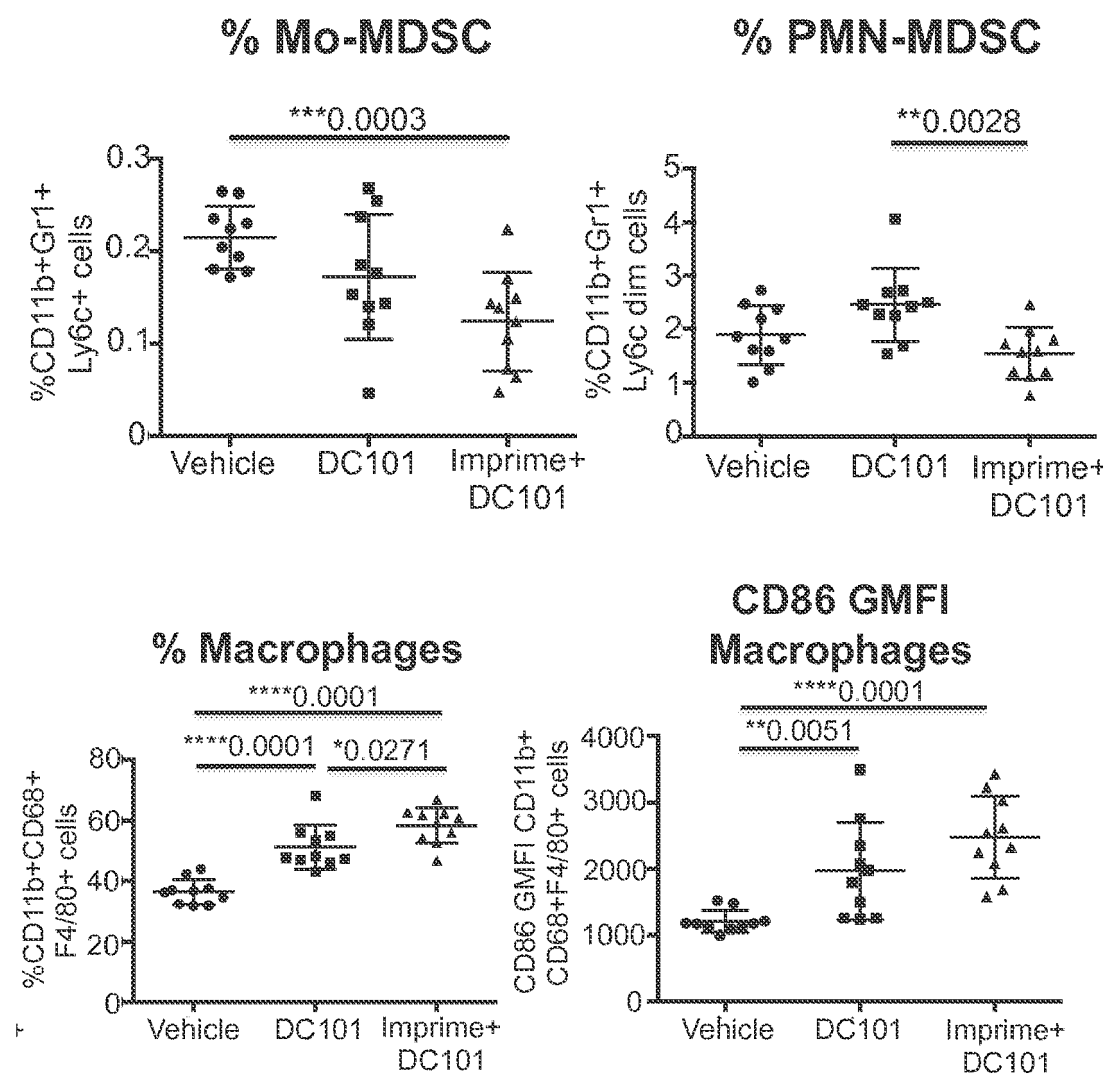 % Mo-MDSC
***0.0003
%CD11b+Gr1+
Ly6c+ cells
0.3
0.2
0.1
0
Vehicle
DC101
Imprime+
DC101
% PMN-MDSC
**0.0028
%CD11b+Gr1+
Ly6c dim cells
5
4
3
2
1
0
Vehicle
DC101
Imprime+
DC101
% Macrophages
****0.0001
****0.0001
*0.0271
%CD11b+CD68+
F4/80+ cells
80
60
40
20
0
Vehicle
DC101
Imprime+
DC101
CD86 GMFI
Macrophages
****0.0001
**0.0051
CD86 GMFI CD11b+
CD68+F4/80+ cells
4000
3000
2000
1000
0
Vehicle
DC101
Imprime+
DC101
+